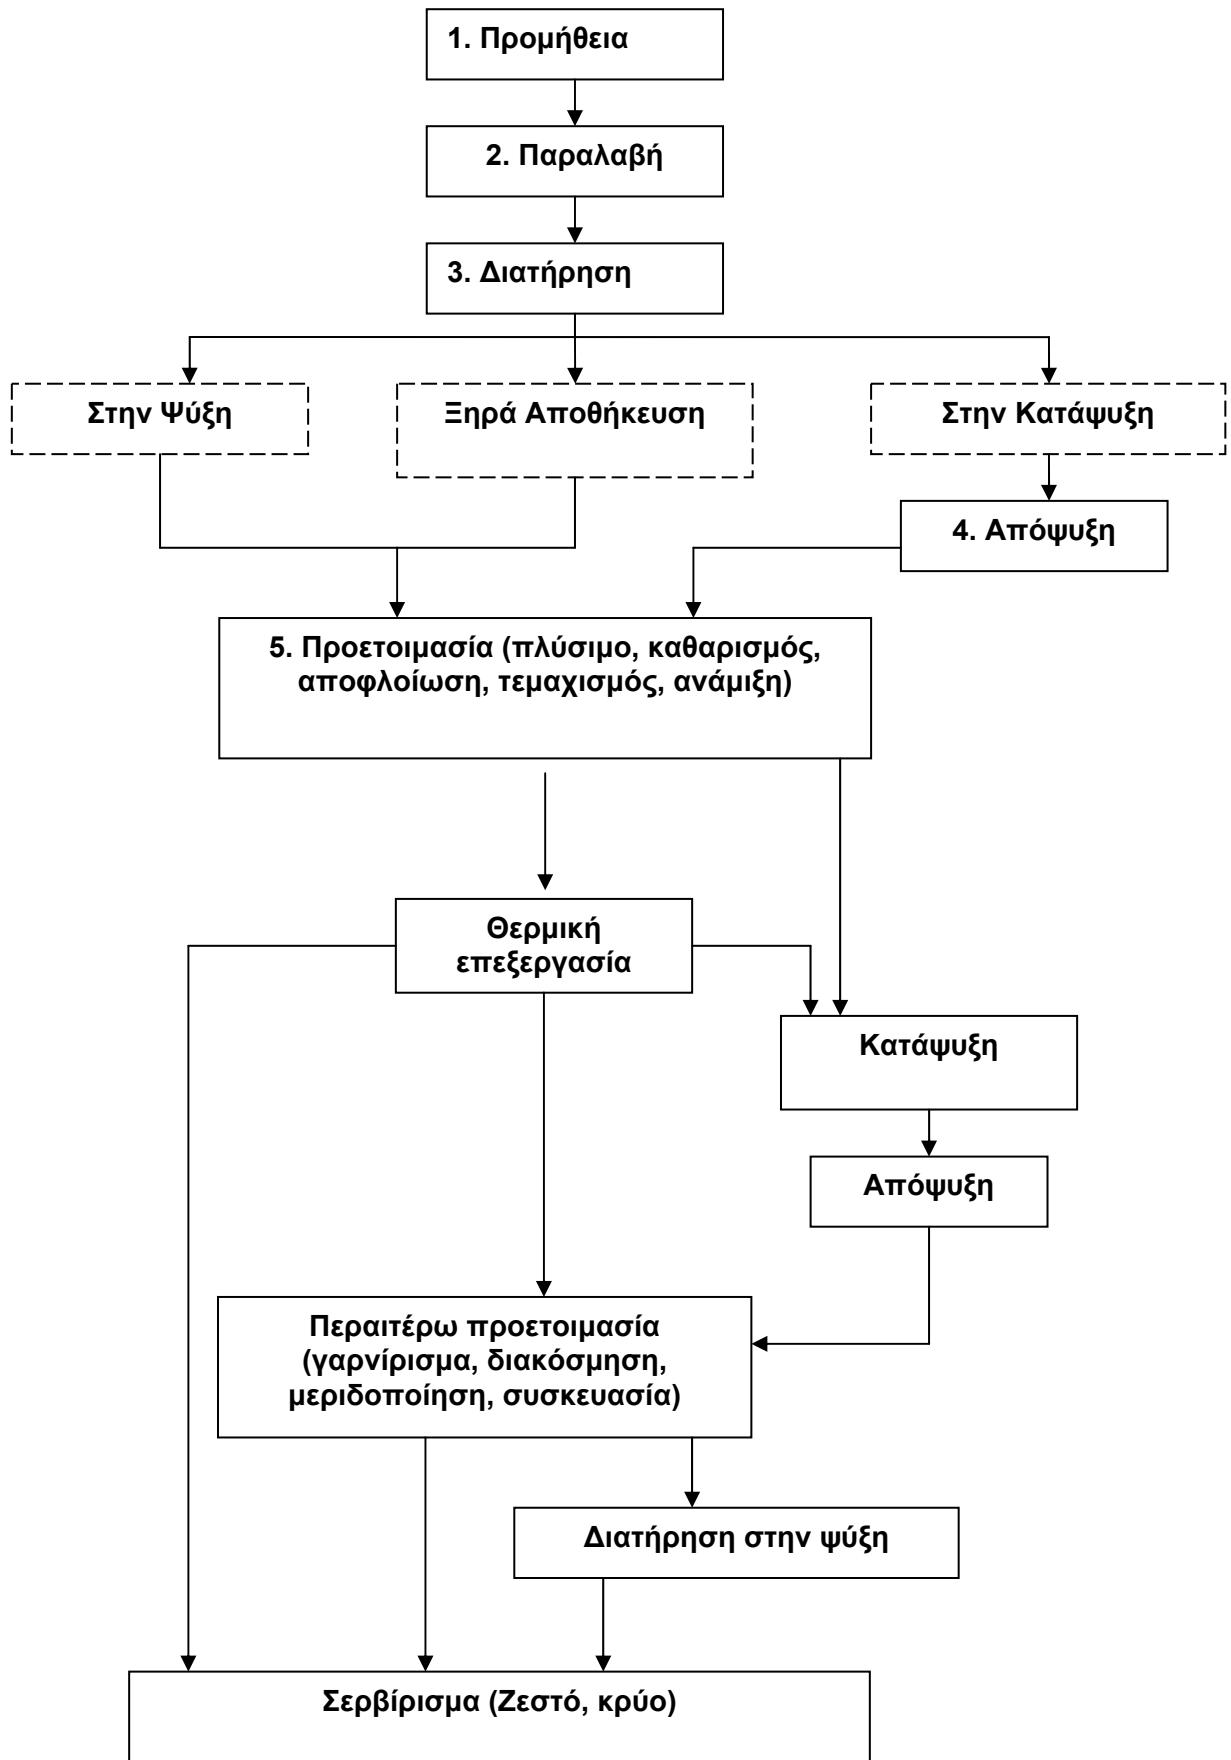 1. Προμήθεια
2. Παραλαβή
3. Διατήρηση
Στην Ψύξη
Ξηρά Αποθήκευση
Στην Κατάψυξη
4. Απόψυξη
5. Προετοιμασία (πλύσιμο, καθαρισμός,
αποφλοίωση, τεμαχισμός, ανάμιξη)
Θερμική
επεξεργασία
Κατάψυξη
Απόψυξη
Περαιτέρω προετοιμασία
(γαρνίρισμα, διακόσμηση,
μεριδοποίηση, συσκευασία)
Διατήρηση στην ψύξη
Σερβίρισμα (Ζεστό, κρύο)